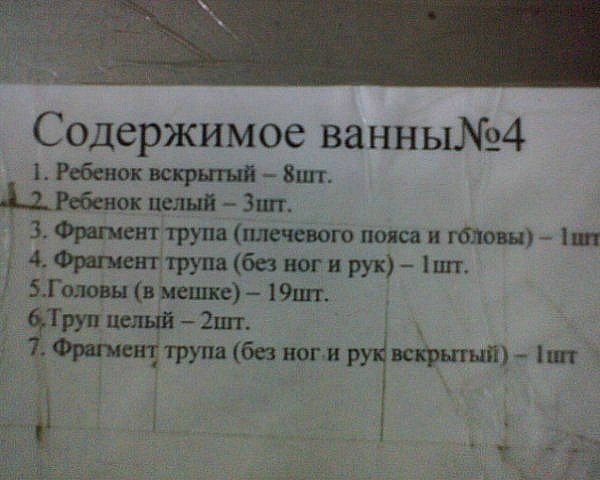 Содержимое ванны№4
1. Ребенок вскрытый – 8шт.
2. Ребенок целый – 3шт.
3. Фрагмент трупа (плечевого пояса и головы) – 1шт
4. Фрагмент трупа (без ног и рук) – 1шт.
5.Головы (в мешке) – 19шт.
6.Труп целый – 2шт.
7. Фрагмент трупа (без ног и рук вскрытый) – 1шт